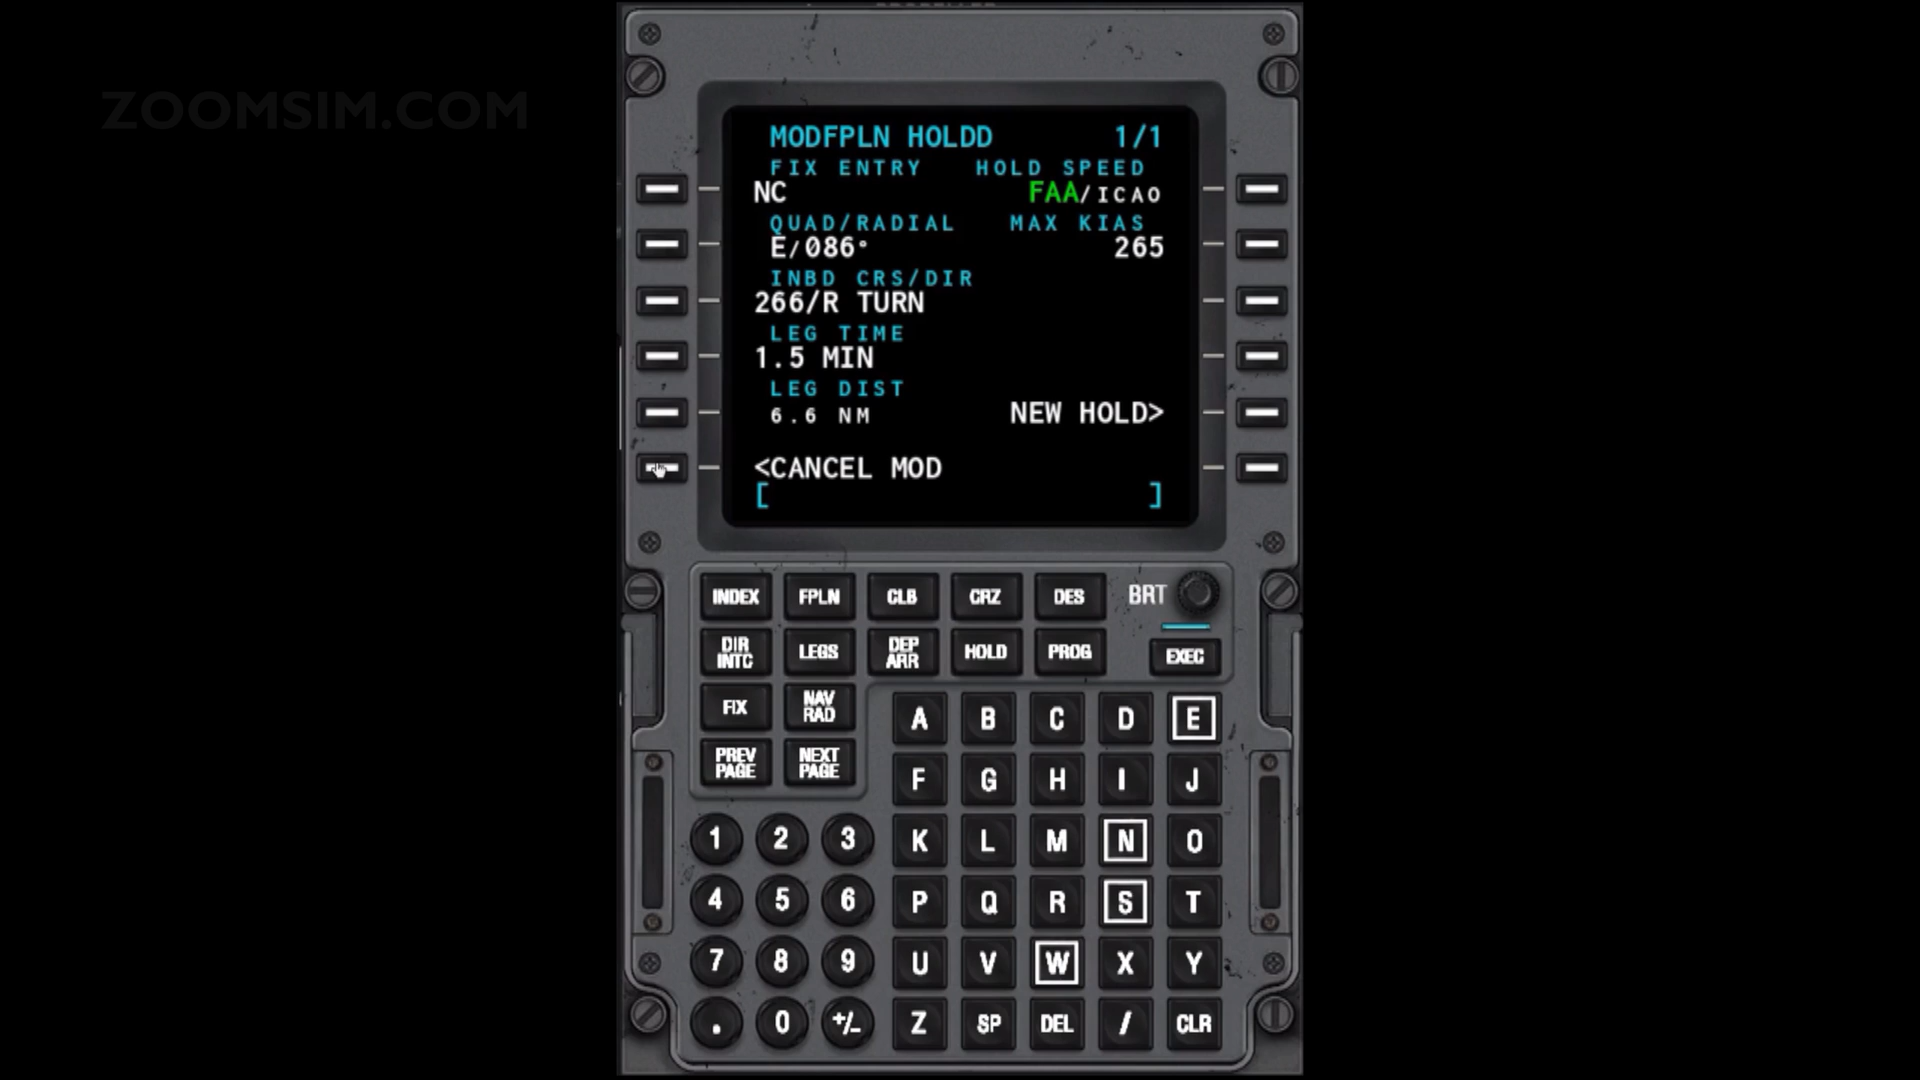 ZOOMSIM.COM
MODFPLN HOLDD 1/1
FIX ENTRY HOLD SPEED
NC FAA/ICAO
QUAD/RADIAL MAX KIAS
E/086° 265
INBD CRS/DIR
266/R TURN
LEG TIME
1.5 MIN
LEG DIST
6.6 NM NEW HOLD>
<CANCEL MOD
[ ]
INDEX FPLN CLB CRZ DES BRT
DIR INTC LEGS DEP ARR HOLD PROG EXEC
FIX NAV RAD
PREV PAGE NEXT PAGE
A B C D E
F G H I J
1 2 3 K L M N O
4 5 6 P Q R S T
7 8 9 U V W X Y
. 0 +/- Z SP DEL / CLR